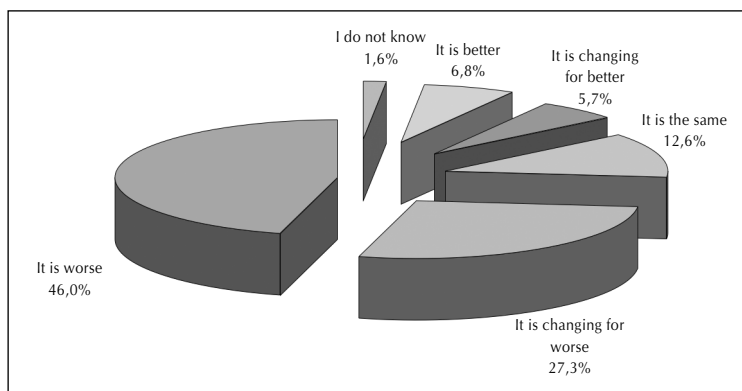 I do not know
1,6%
It is better
6,8%
It is changing
for better
5,7%
It is the same
12,6%
It is changing for
worse
27,3%
It is worse
46,0%